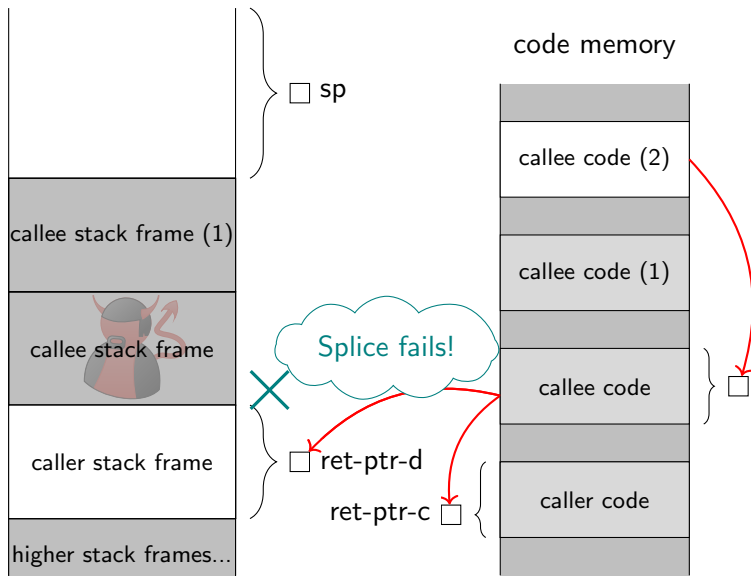 code memory
sp
callee code (2)
callee stack frame (1)
callee code (1)
callee stack frame
Splice fails!
callee code
caller stack frame
ret-ptr-d
ret-ptr-c
caller code
higher stack frames...